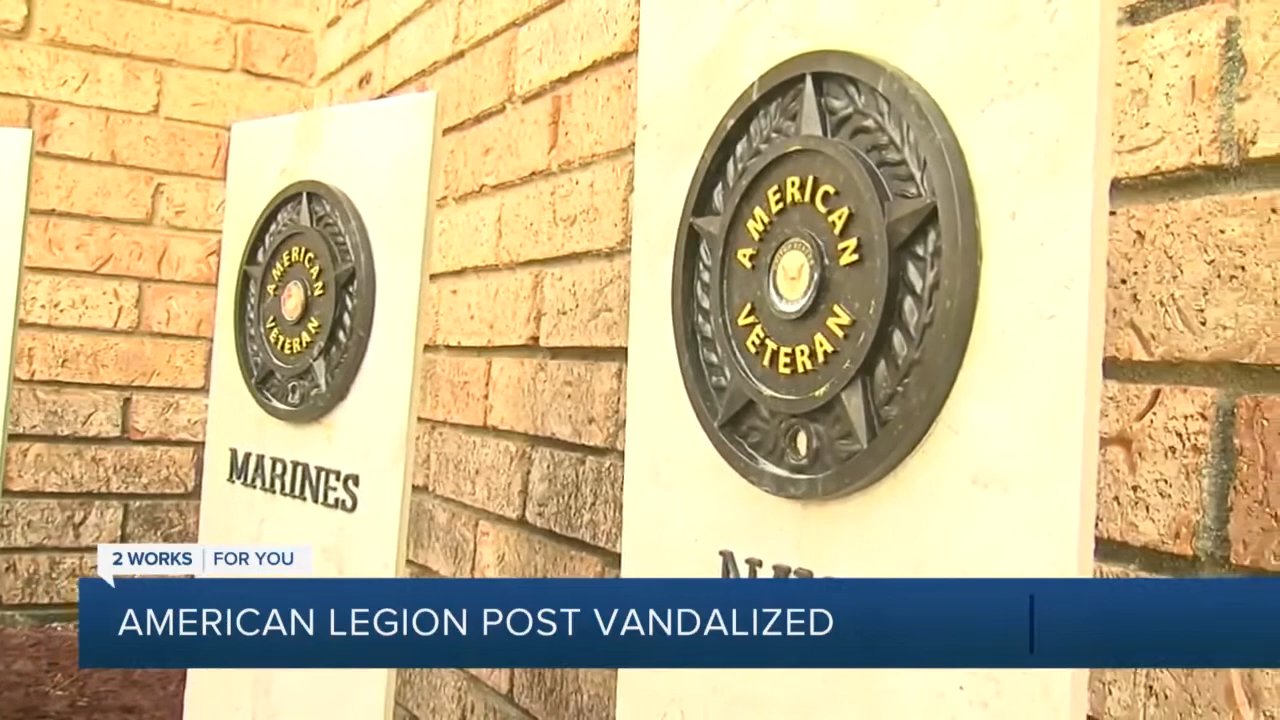 AMERICAN
VETERAN
MARINES
AMERICAN
VETERAN
2 WORKS | FOR YOU
AMERICAN LEGION POST VANDALIZED